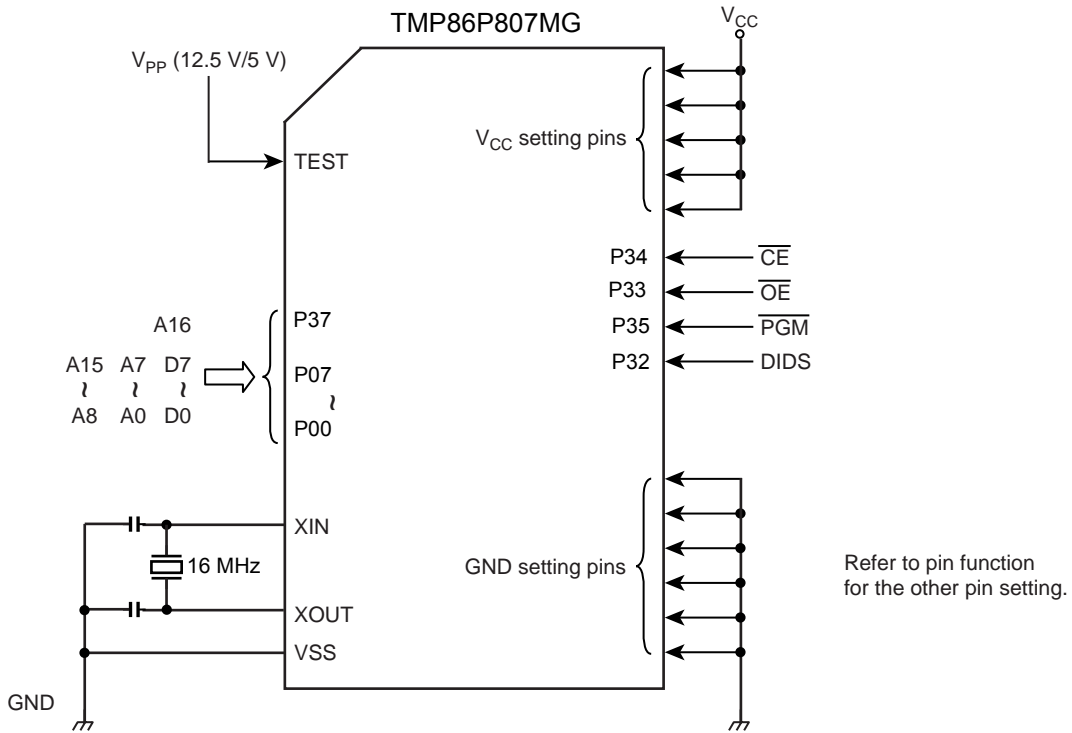 TMP86P807MG
VCC
VPP (12.5 V/5 V)
VCC setting pins
TEST
P34
CE
P33
OE
P35
PGM
P32
DIDS
A16
P37
A15 A7 D7
P07
~ ~ ~
~
A8 A0 D0
P00
XIN
16 MHz
XOUT
VSS
GND
GND setting pins
Refer to pin function
for the other pin setting.